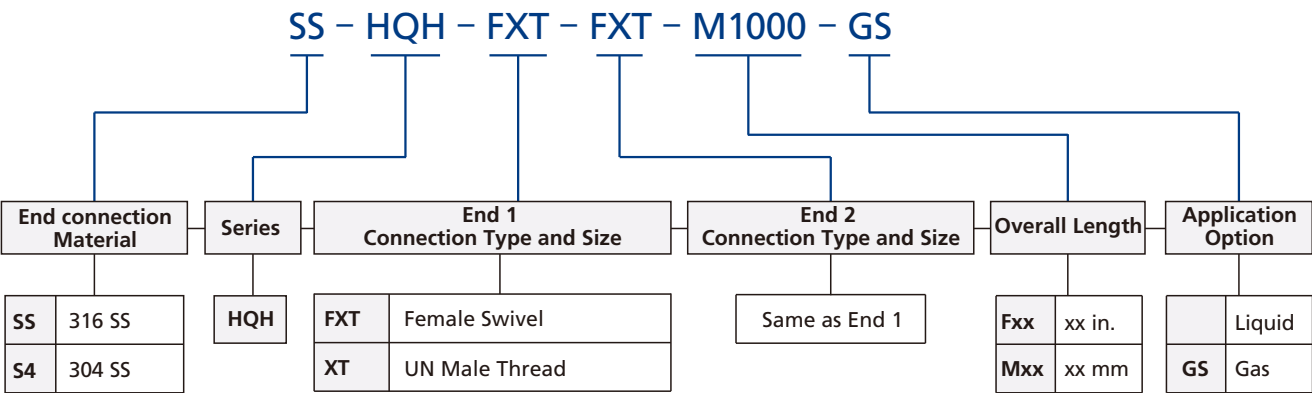 SS – HQH – FXT – FXT – M1000 – GS
End connection
Material
Series
End 1
Connection Type and Size
End 2
Connection Type and Size
Overall Length
Application
Option
SS 316 SS
S4 304 SS
HQH
FXT Female Swivel
XT UN Male Thread
Same as End 1
Fxx xx in.
Mxx xx mm
Liquid
GS Gas